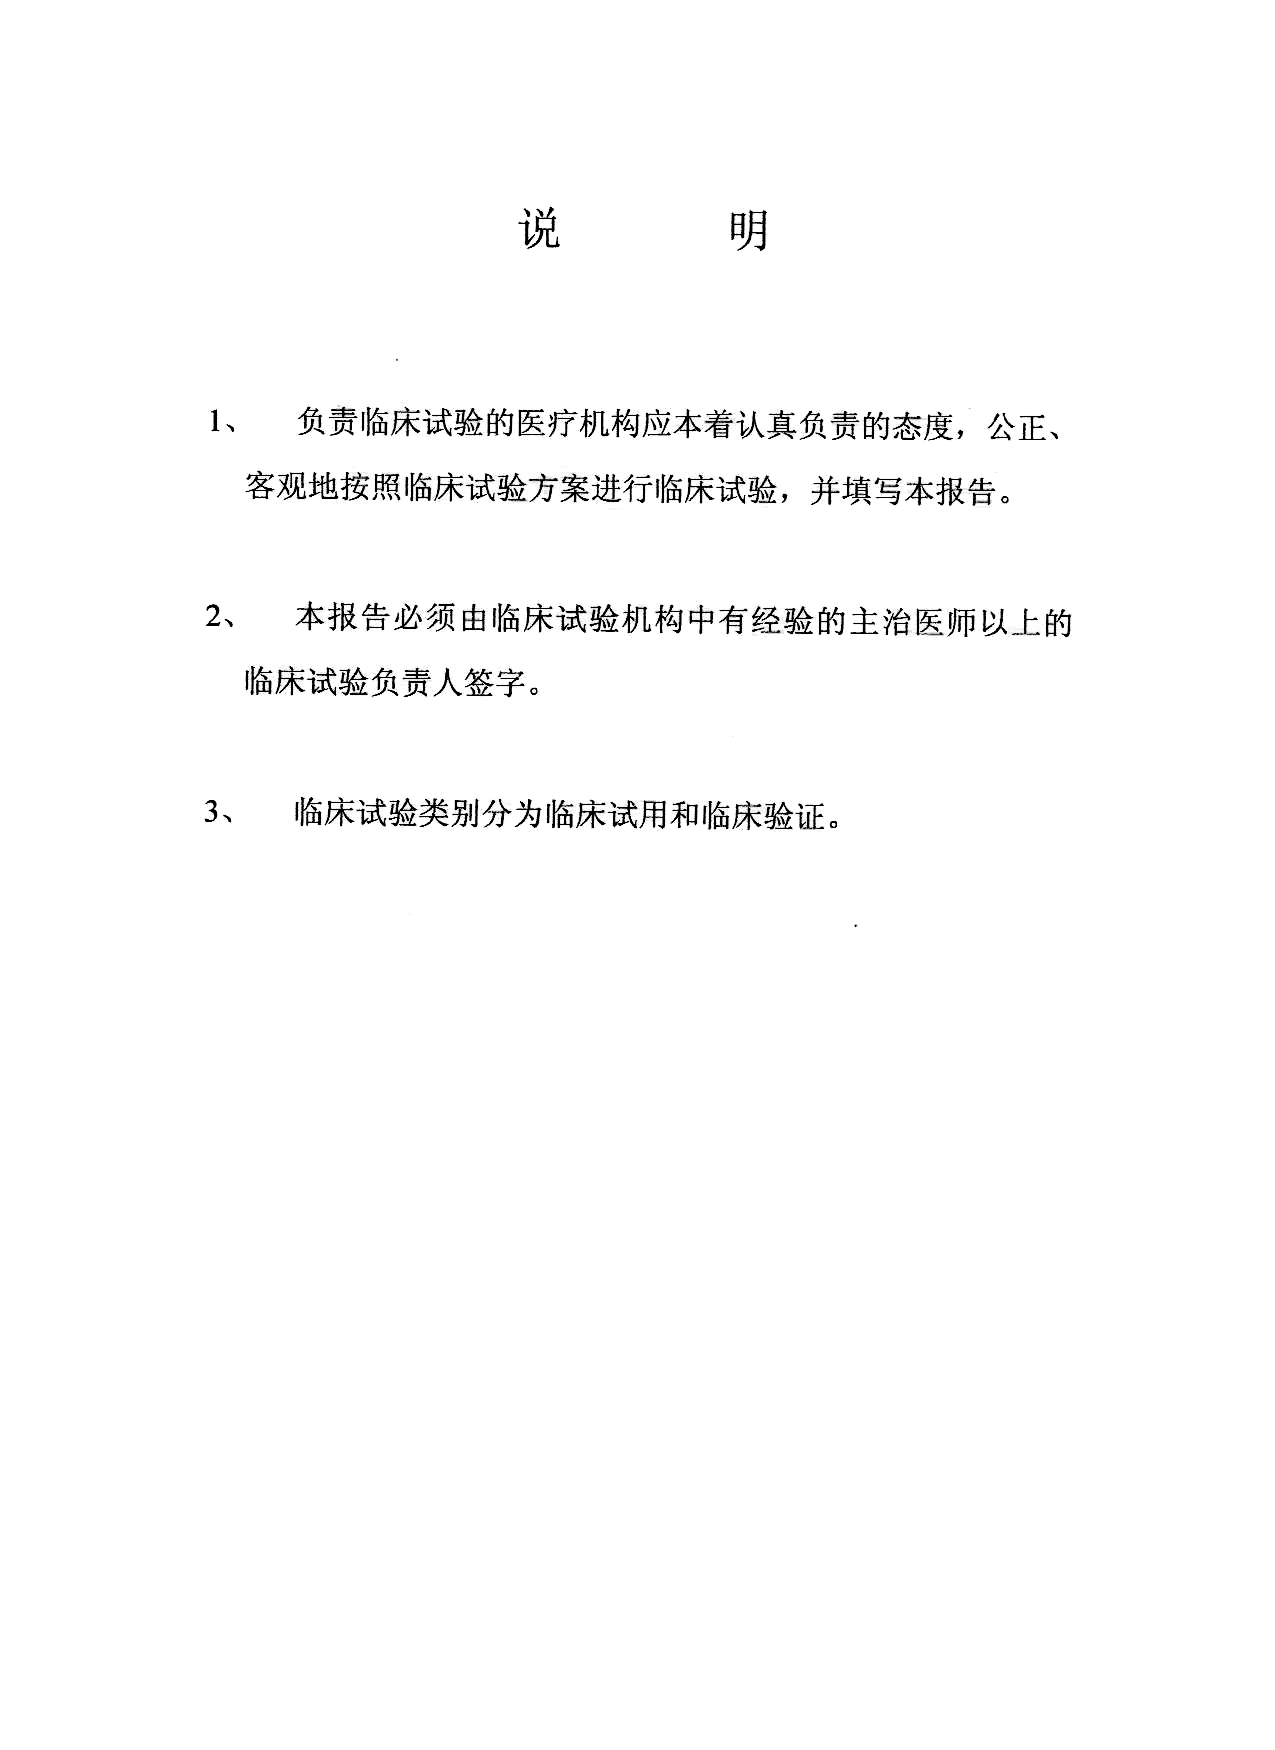 说 明
1、 负责临床试验的医疗机构应本着认真负责的态度，公正、
客观地按照临床试验方案进行临床试验，并填写本报告。
2、 本报告必须由临床试验机构中有经验的主治医师以上的
临床试验负责人签字。
3、 临床试验类别分为临床试用和临床验证。